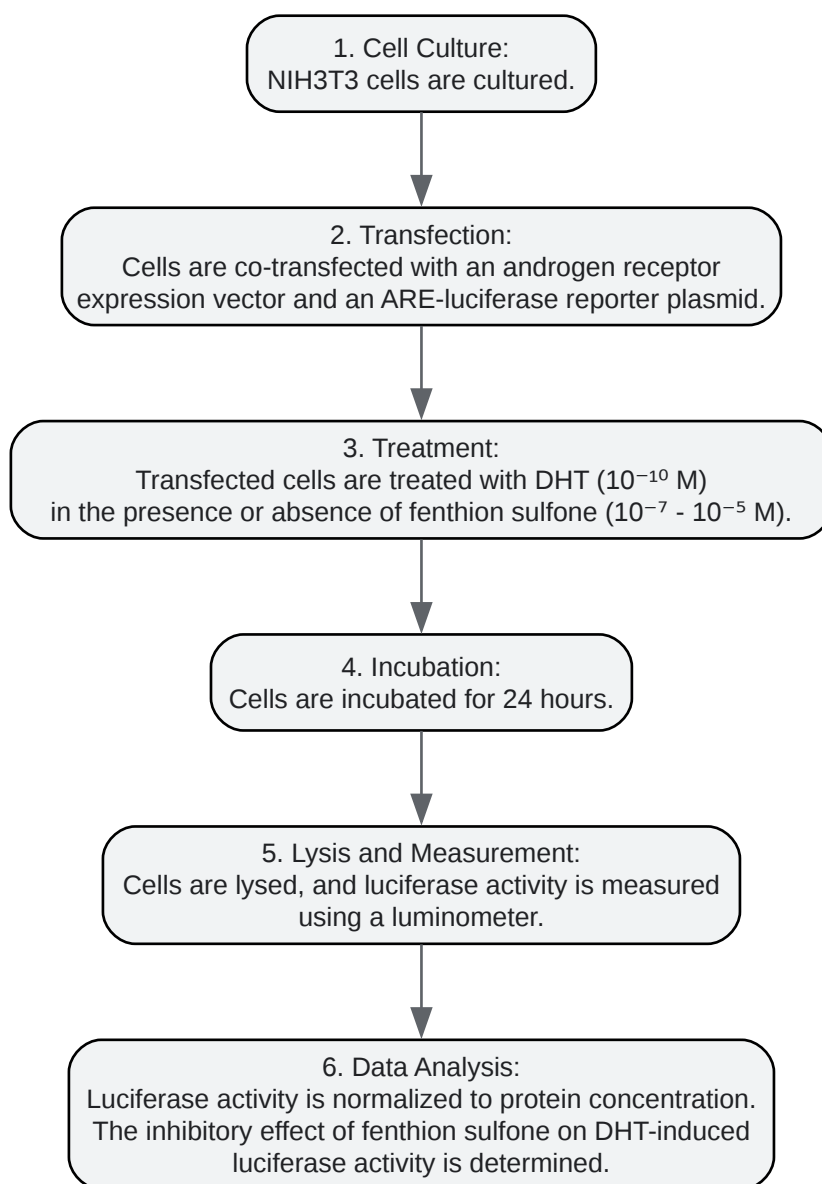 1. Cell Culture:
NIH3T3 cells are cultured.
2. Transfection:
Cells are co-transfected with an androgen receptor
expression vector and an ARE-luciferase reporter plasmid.
3. Treatment:
Transfected cells are treated with DHT (10⁻¹⁰ M)
in the presence or absence of fenthion sulfone (10⁻⁷ - 10⁻⁵ M).
4. Incubation:
Cells are incubated for 24 hours.
5. Lysis and Measurement:
Cells are lysed, and luciferase activity is measured
using a luminometer.
6. Data Analysis:
Luciferase activity is normalized to protein concentration.
The inhibitory effect of fenthion sulfone on DHT-induced
luciferase activity is determined.